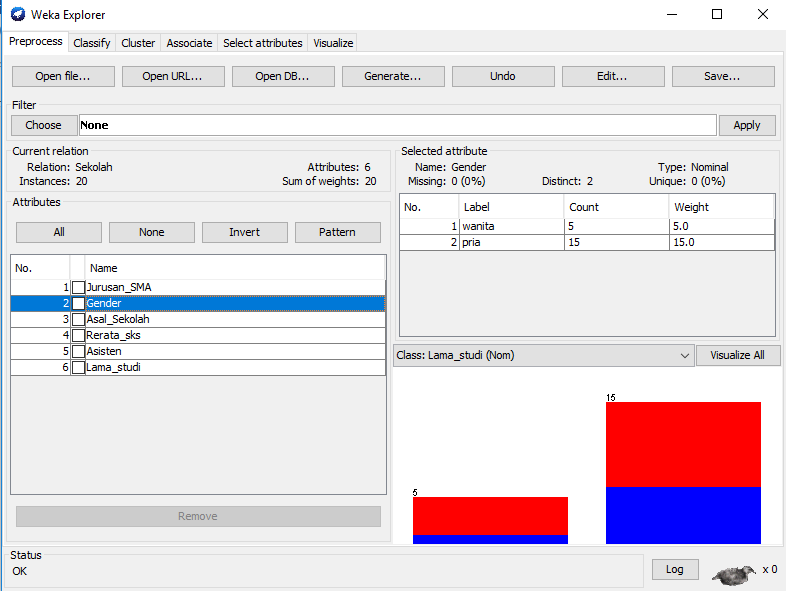 Weka Explorer
Preprocess Classify Cluster Associate Select attributes Visualize
Open file... Open URL... Open DB... Generate... Undo Edit... Save...
Filter
Choose None Apply
Current relation
Relation: Sekolah Attributes: 6
Instances: 20 Sum of weights: 20
Attributes
All None Invert Pattern
No. Name
1 Jurusan_SMA
2 Gender
3 Asal_Sekolah
4 Rerata_sks
5 Asisten
6 Lama_studi
Remove
Selected attribute
Name: Gender Type: Nominal
Missing: 0 (0%) Distinct: 2 Unique: 0 (0%)
No. Label Count Weight
1 wanita 5 5.0
2 pria 15 15.0
Class: Lama_studi (Nom) Visualize All
15
5
Status
OK
Log x 0